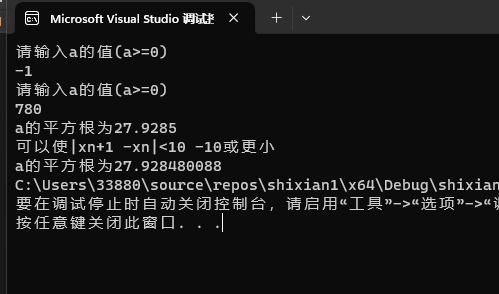 Microsoft Visual Studio 调试
请输入a的值(a>=0)
-1
请输入a的值(a>=0)
780
a的平方根为27.9285
可以使|xn+1 -xn|<10 -10或更小
a的平方根为27.928480088
C:\Users\33880\source\repos\shixian1\x64\Debug\shixian
要在调试停止时自动关闭控制台，请启用“工具”->“选项”->“
按任意键关闭此窗口. . .